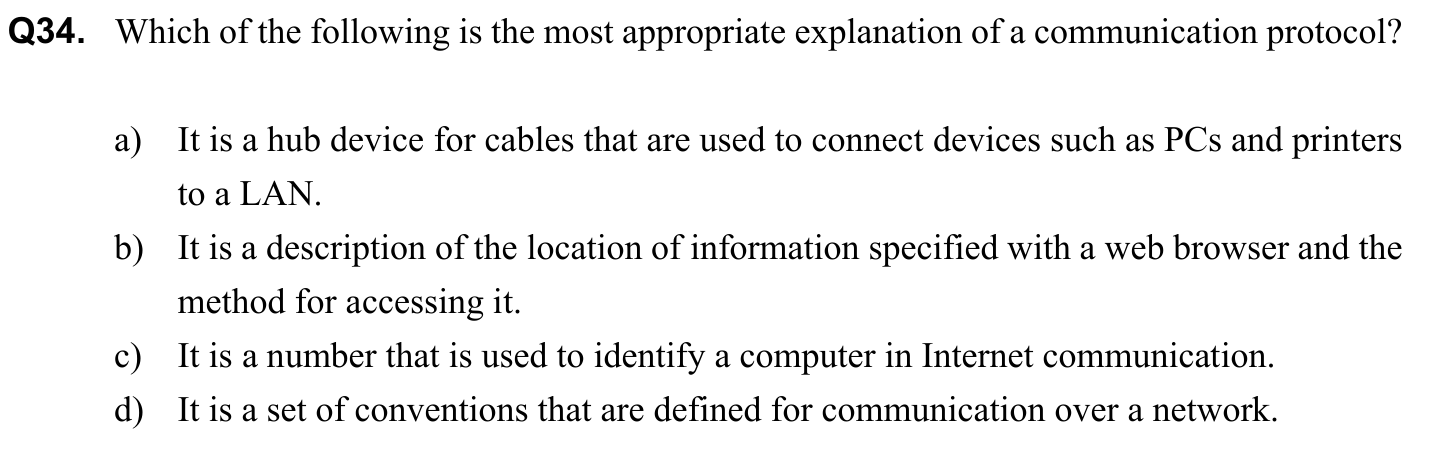 Q34. Which of the following is the most appropriate explanation of a communication protocol?
a) It is a hub device for cables that are used to connect devices such as PCs and printers
to a LAN.
b) It is a description of the location of information specified with a web browser and the
method for accessing it.
c) It is a number that is used to identify a computer in Internet communication.
d) It is a set of conventions that are defined for communication over a network.